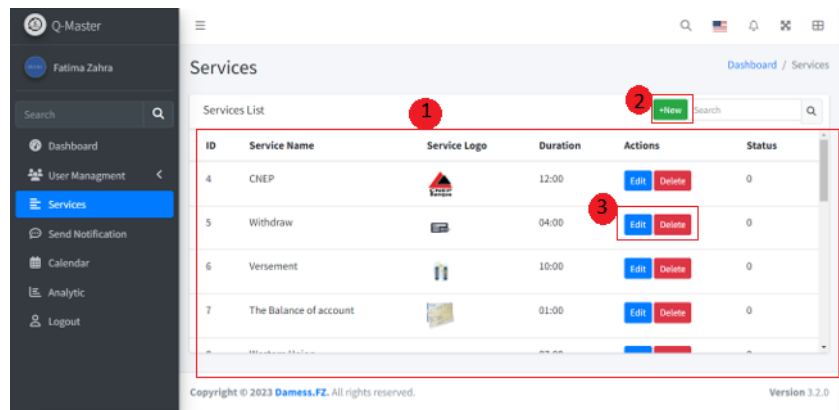 Q-Master
Fatima Zahra
Services
Dashboard / Services
Search
Services List
1
2
+New
Search
Dashboard
User Managment
Services
Send Notification
Calendar
Analytic
Logout
ID Service Name Service Logo Duration Actions Status
4 CNEP 12:00 Edit Delete 0
3
5 Withdraw 04:00 Edit Delete 0
6 Versement 10:00 Edit Delete 0
7 The Balance of account 01:00 Edit Delete 0
Copyright © 2023 Damess.FZ. All rights reserved.
Version 3.2.0